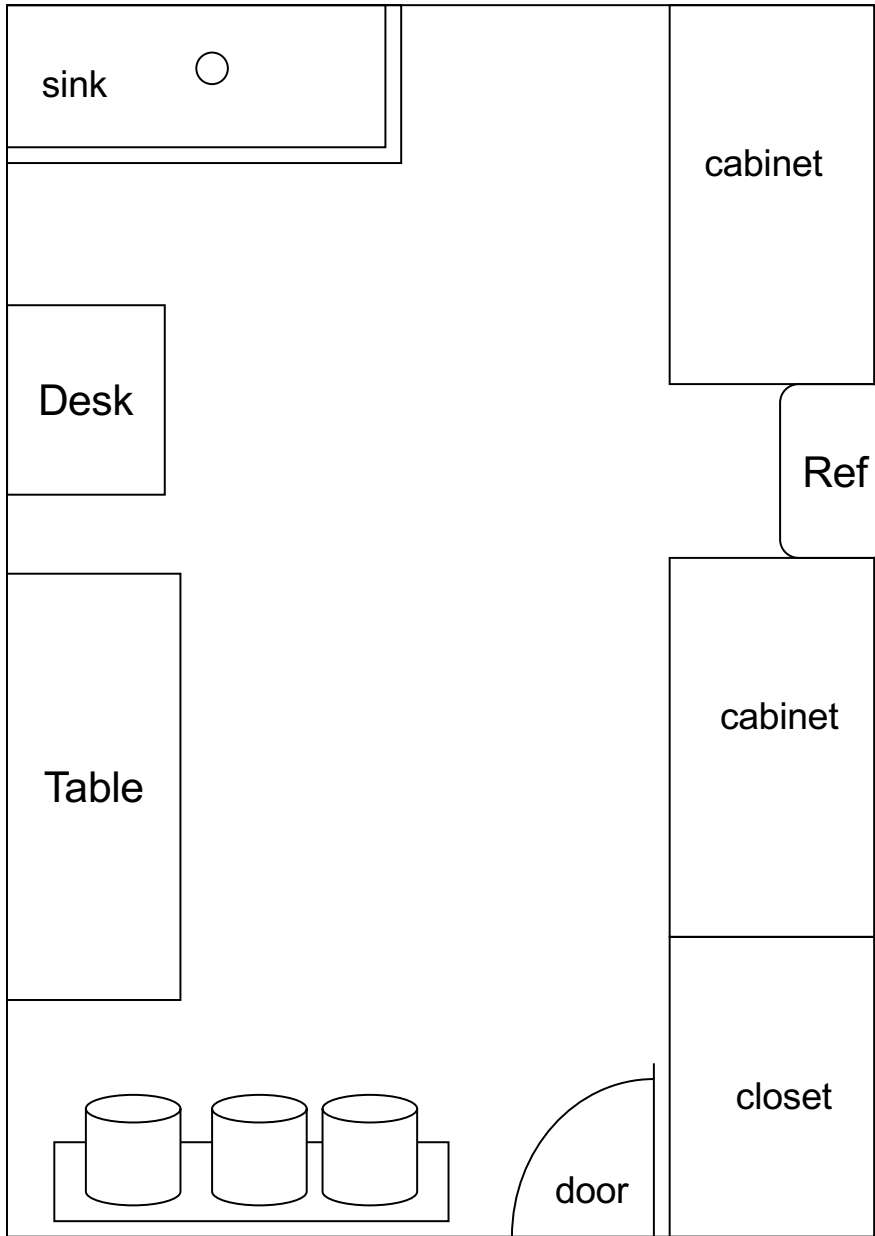 sink
cabinet
Desk
Ref
cabinet
Table
closet
door